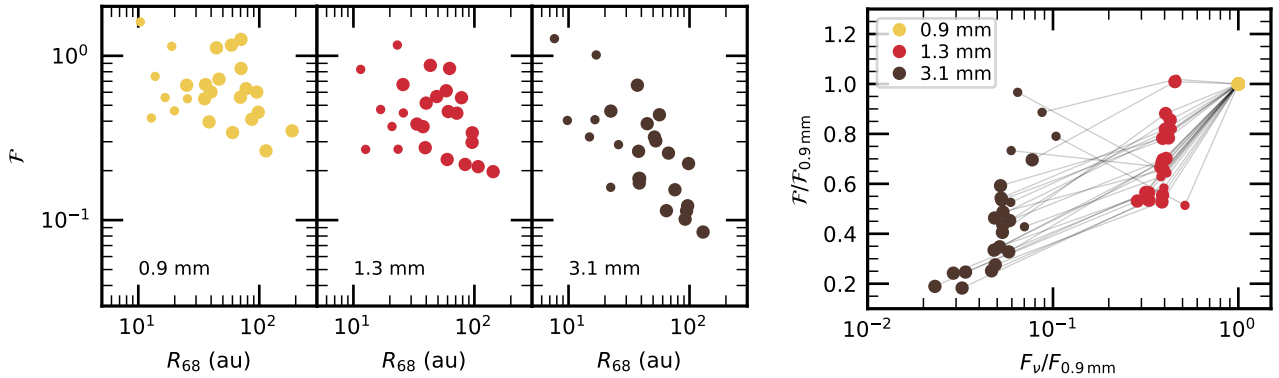 ℱ
10⁰
10⁻¹
0.9 mm
1.3 mm
3.1 mm
10¹
10²
10¹
10²
10¹
10²
R₆₈ (au)
R₆₈ (au)
R₆₈ (au)
ℱ/ℱ₀.₉ ₘₘ
1.2
1.0
0.8
0.6
0.4
0.2
0.9 mm
1.3 mm
3.1 mm
10⁻²
10⁻¹
10⁰
Fᵥ/F₀.₉ ₘₘ